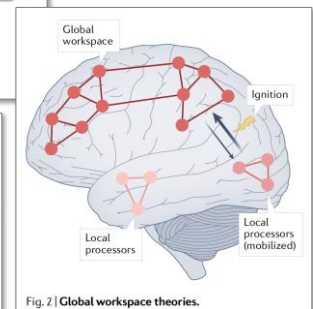 Global
workspace
Ignition
Local
processors
Local
processors
(mobilized)
Fig. 2 | Global workspace theories.